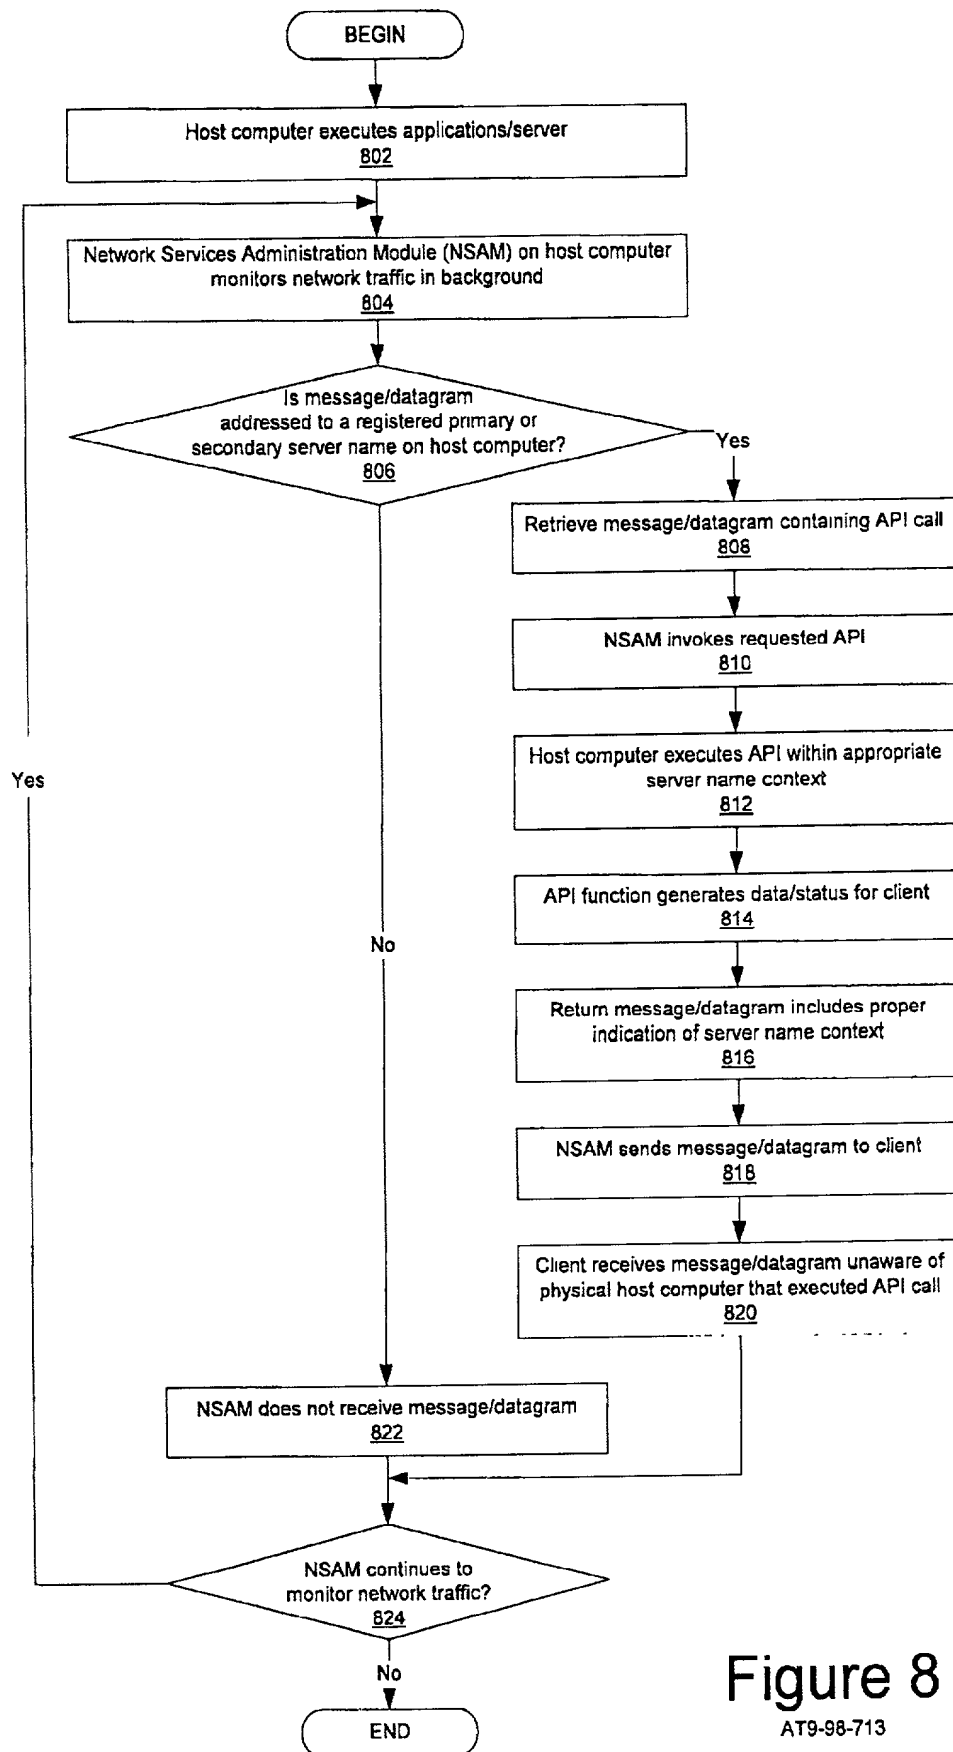 BEGIN
Host computer executes applications/server
802
Network Services Administration Module (NSAM) on host computer
monitors network traffic in background
804
Is message/datagram
addressed to a registered primary or
secondary server name on host computer?
806
Yes
Retrieve message/datagram containing API call
808
NSAM invokes requested API
810
Host computer executes API within appropriate
server name context
812
Yes
API function generates data/status for client
814
No
Return message/datagram includes proper
indication of server name context
816
NSAM sends message/datagram to client
818
Client receives message/datagram unaware of
physical host computer that executed API call
820
NSAM does not receive message/datagram
822
NSAM continues to
monitor network traffic?
824
No
END
Figure 8
AT9-98-713